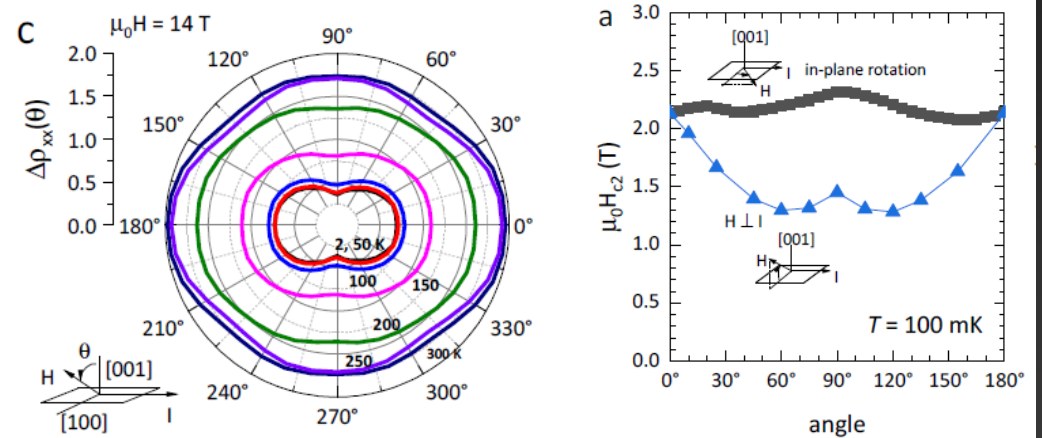 c
μ₀H = 14 T
Δρxx(θ)
2.0
1.5
1.0
0.5
0.0
90°
60°
30°
0°
330°
300°
270°
240°
210°
180°
150°
120°
2, 50 K
100
150
200
250
300 K
θ
H
[001]
[100]
I
a
μ₀Hc2 (T)
3.0
2.5
2.0
1.5
1.0
0.5
0.0
[001]
I
H
in-plane rotation
H ⊥ I
[001]
H
I
T = 100 mK
0° 30° 60° 90° 120° 150° 180°
angle